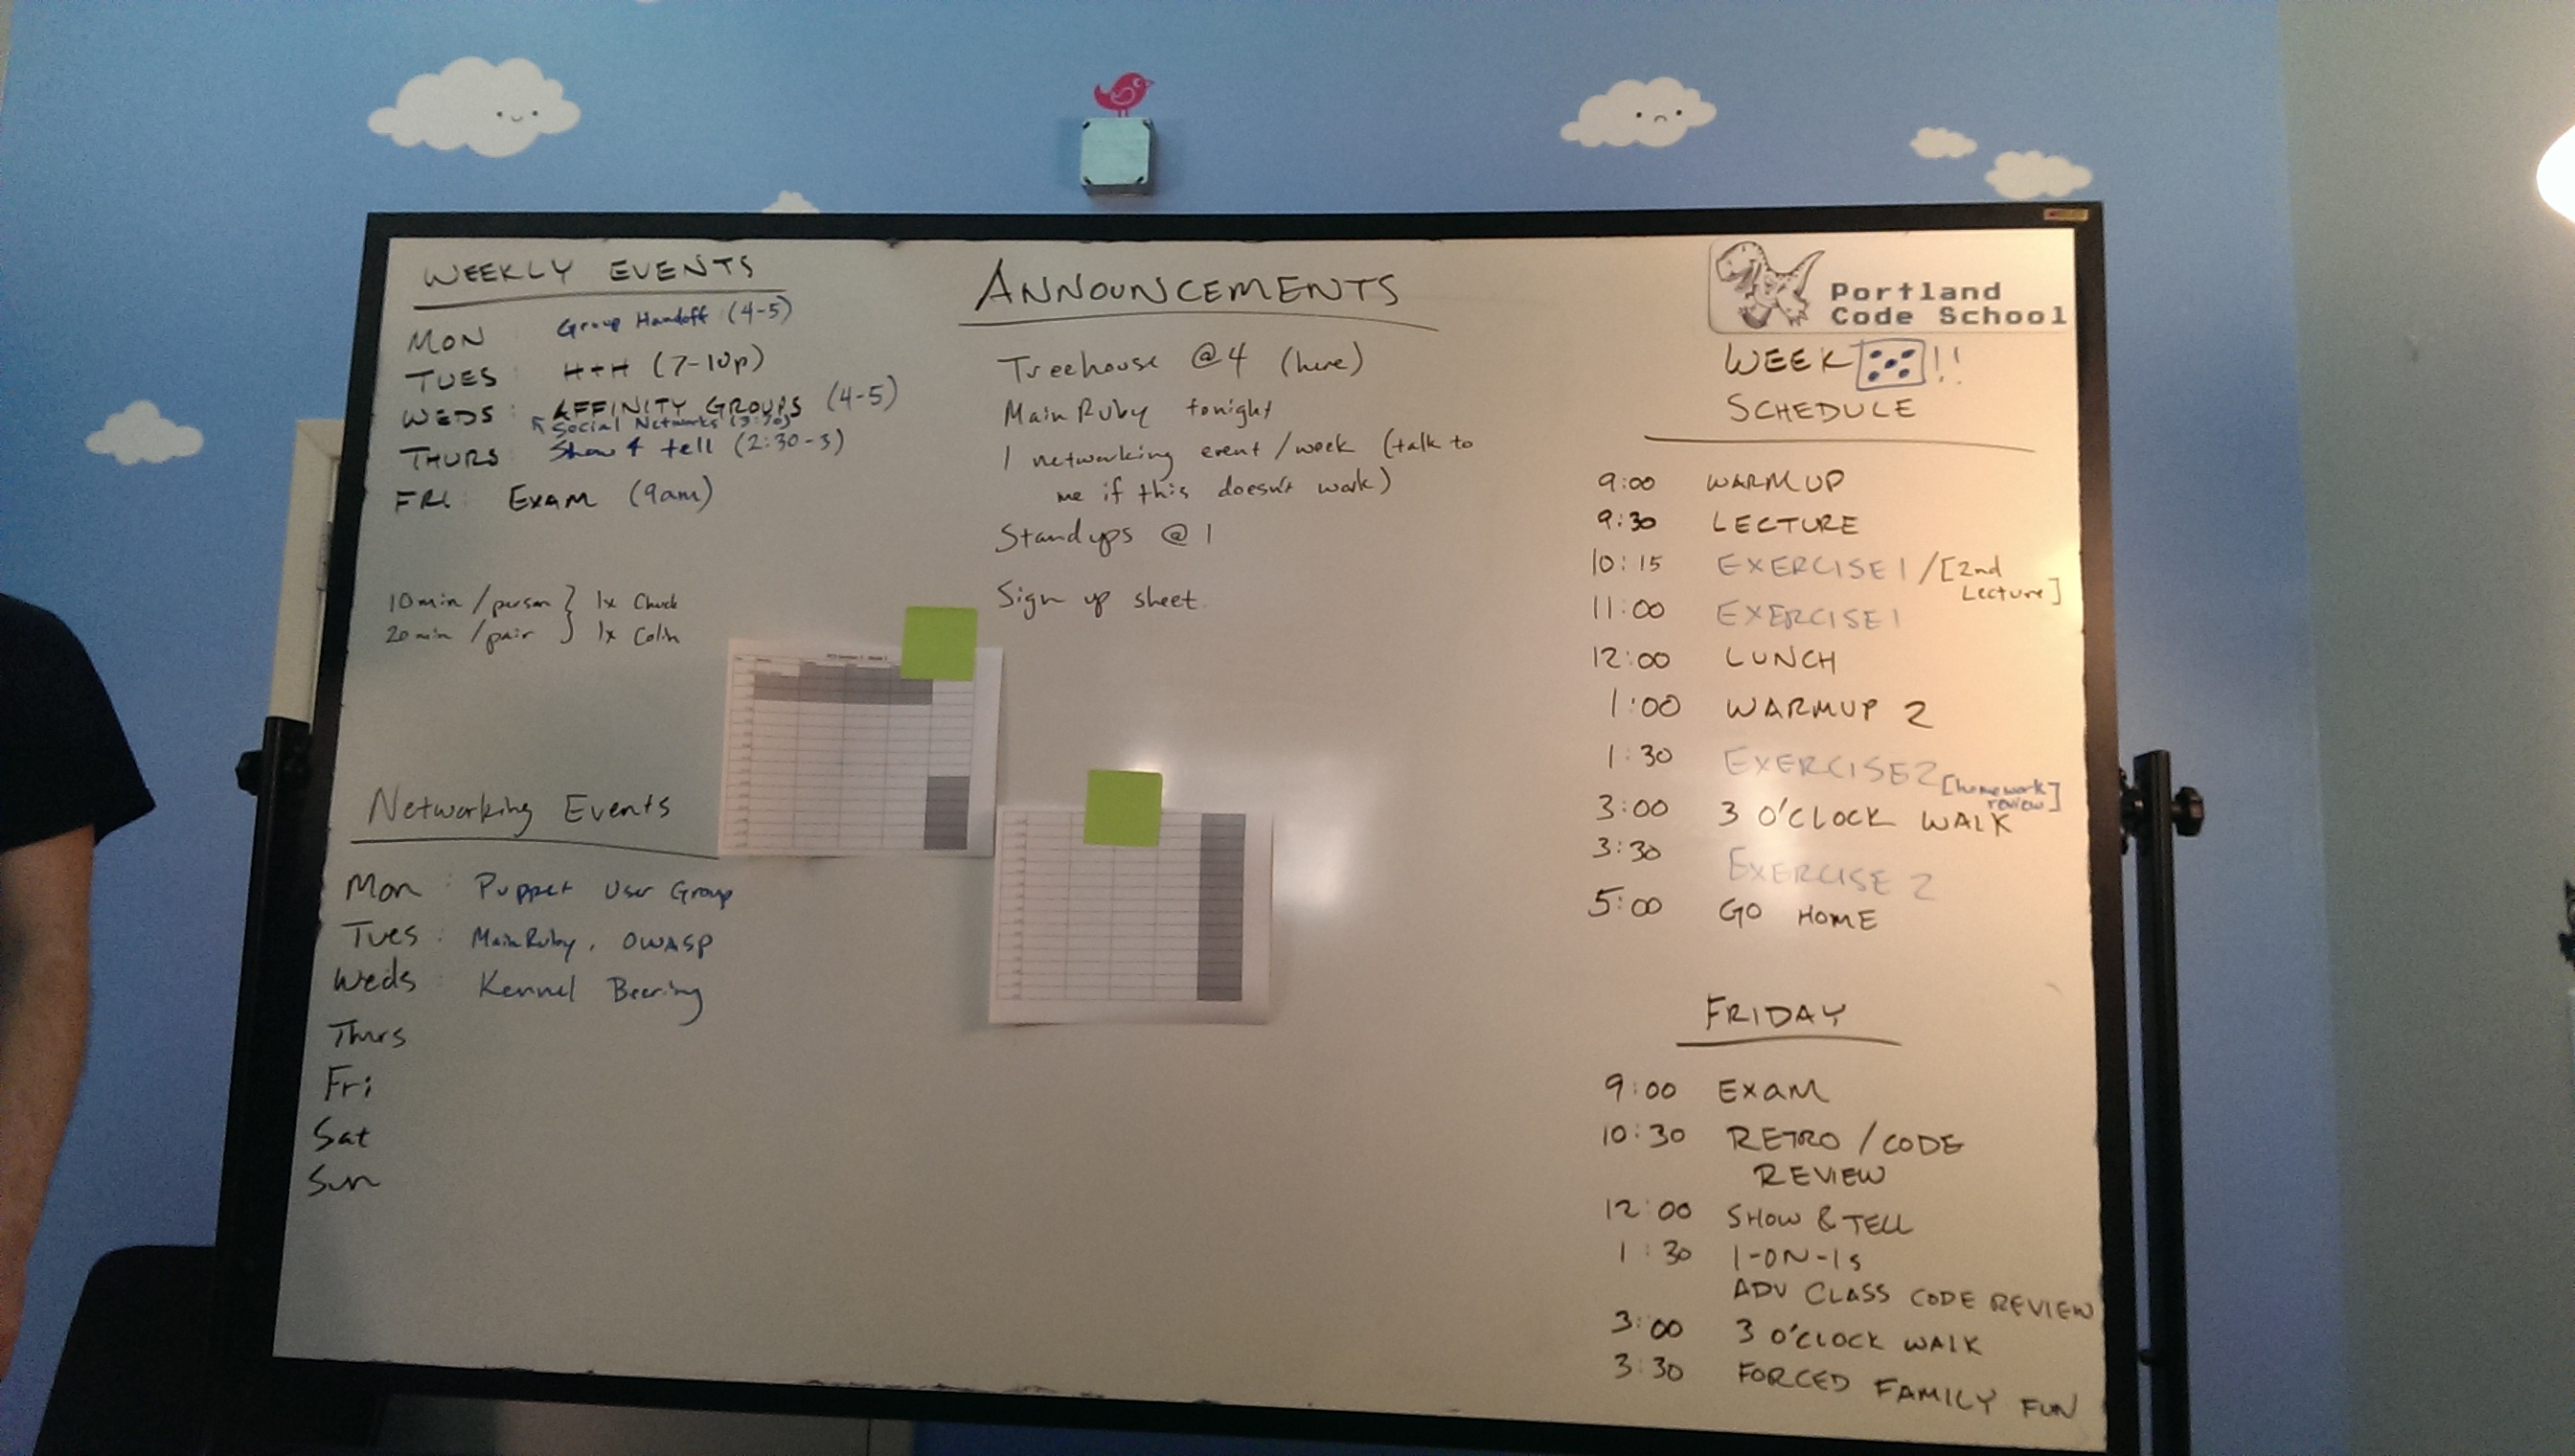 WEEKLY EVENTS
MON Group Handoff (4-5)
TUES : H+H (7-10p)
WEDS : AFFINITY GROUPS (4-5)
Social Networks (3:30)
THURS Show & tell (2:30-3)
FRI: EXAM (9am)
10min/person } 1x Chuck
20min/pair } 1x Colin
Networking Events
Mon : Puppet User Group
Tues : MainRuby, OWASP
Weds : Kennel Beering
Thurs
Fri
Sat
Sun
ANNOUNCEMENTS
Treehouse @4 (here)
MainRuby tonight
1 networking event/week (talk to
me if this doesn't work)
Standups @ 1
Sign up sheet
Portland
Code School
WEEK !!
SCHEDULE
9:00 WARMUP
9:30 LECTURE
10:15 EXERCISE 1 / [2nd
Lecture]
11:00 EXERCISE 1
12:00 LUNCH
1:00 WARMUP 2
1:30 EXERCISE 2 [homework
review]
3:00 3 O'CLOCK WALK
3:30 EXERCISE 2
5:00 GO HOME
FRIDAY
9:00 EXAM
10:30 RETRO/CODE
REVIEW
12:00 SHOW & TELL
1:30 1-ON-1s
ADV CLASS CODE REVIEW
3:00 3 O'CLOCK WALK
3:30 FORCED FAMILY FUN